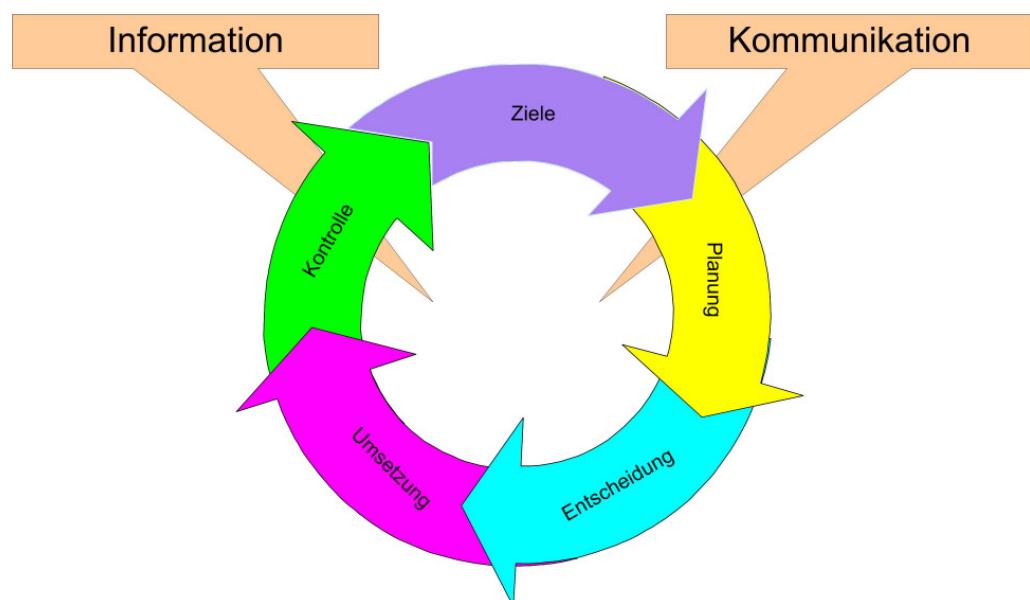 Information
Kommunikation
Ziele
Planung
Entscheidung
Umsetzung
Kontrolle